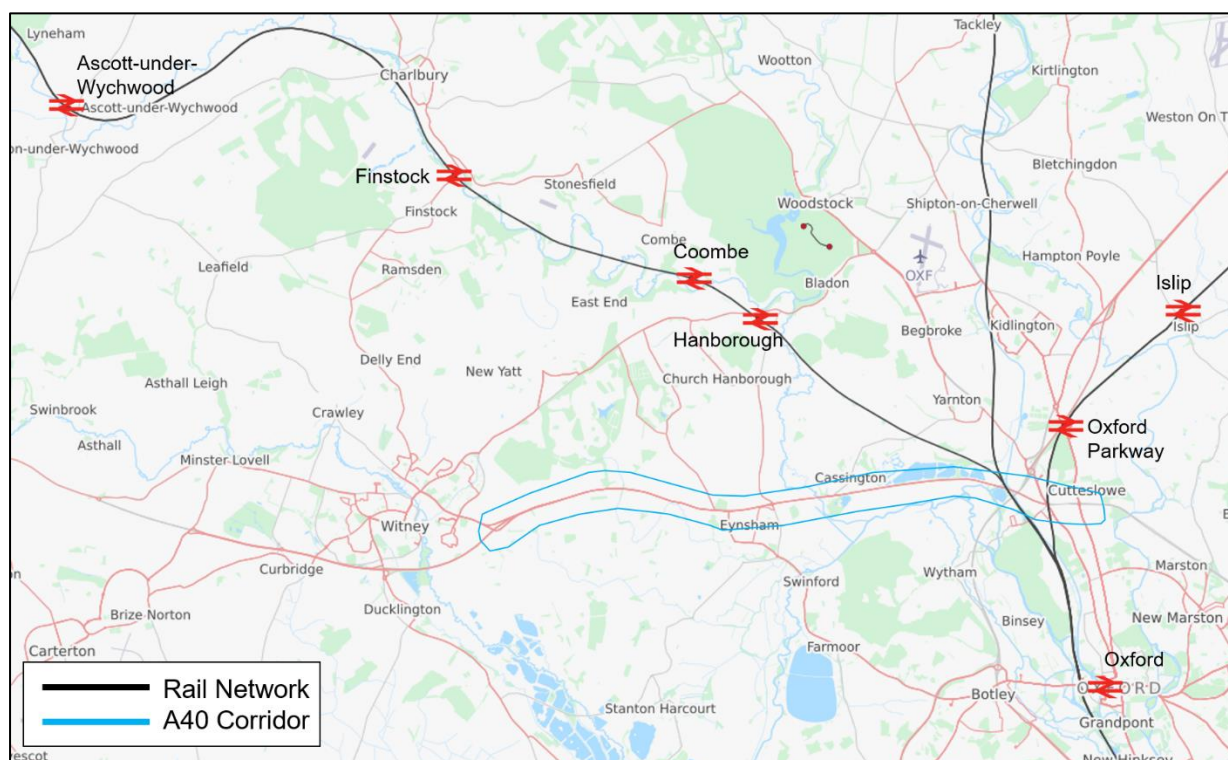 Lyneham
Tackley
Ascott-under-
Wychwood
Charlbury
Wootton
Kirtlington
Ascott-under-Wychwood
Weston On T
on-under-Wychwood
Bletchingdon
Finstock
Stonesfield
Woodstock
Shipton-on-Cherwell
Finstock
Combe
Coombe
Hampton Poyle
Leafield
Ramsden
OXF
Islip
East End
Bladon
Hanborough
Begbroke
Kidlington
Islip
Delly End
New Yatt
Church Hanborough
Asthall Leigh
Yarnton
Swinbrook
Crawley
Oxford
Parkway
Asthall
Minster Lovell
Cassington
Cutteslowe
Witney
Eynsham
Curbridge
Swinford
Wytham
Marston
Brize Norton
Ducklington
Binsey
New Marston
Carterton
Farmoor
Oxford
Rail Network
Botley
OXFORD
A40 Corridor
Stanton Harcourt
Grandpont
vescot
New Hinksey